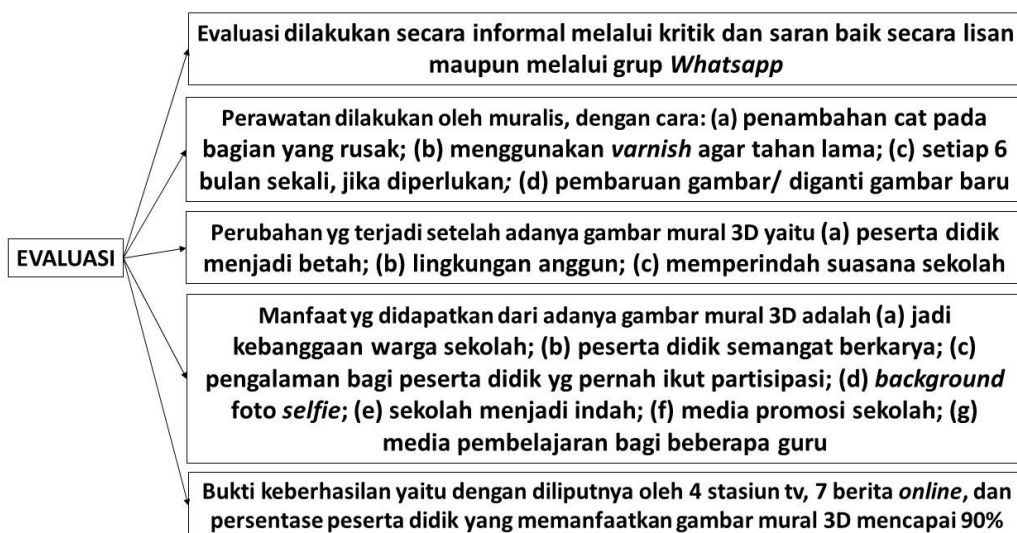 Evaluasi dilakukan secara informal melalui kritik dan saran baik secara lisan
maupun melalui grup Whatsapp
Perawatan dilakukan oleh muralis, dengan cara: (a) penambahan cat pada
bagian yang rusak; (b) menggunakan varnish agar tahan lama; (c) setiap 6
bulan sekali, jika diperlukan; (d) pembaruan gambar/ diganti gambar baru
EVALUASI
Perubahan yg terjadi setelah adanya gambar mural 3D yaitu (a) peserta didik
menjadi betah; (b) lingkungan anggun; (c) memperindah suasana sekolah
Manfaat yg didapatkan dari adanya gambar mural 3D adalah (a) jadi
kebanggaan warga sekolah; (b) peserta didik semangat berkarya; (c)
pengalaman bagi peserta didik yg pernah ikut partisipasi; (d) background
foto selfie; (e) sekolah menjadi indah; (f) media promosi sekolah; (g)
media pembelajaran bagi beberapa guru
Bukti keberhasilan yaitu dengan diliputnya oleh 4 stasiun tv, 7 berita online, dan
persentase peserta didik yang memanfaatkan gambar mural 3D mencapai 90%